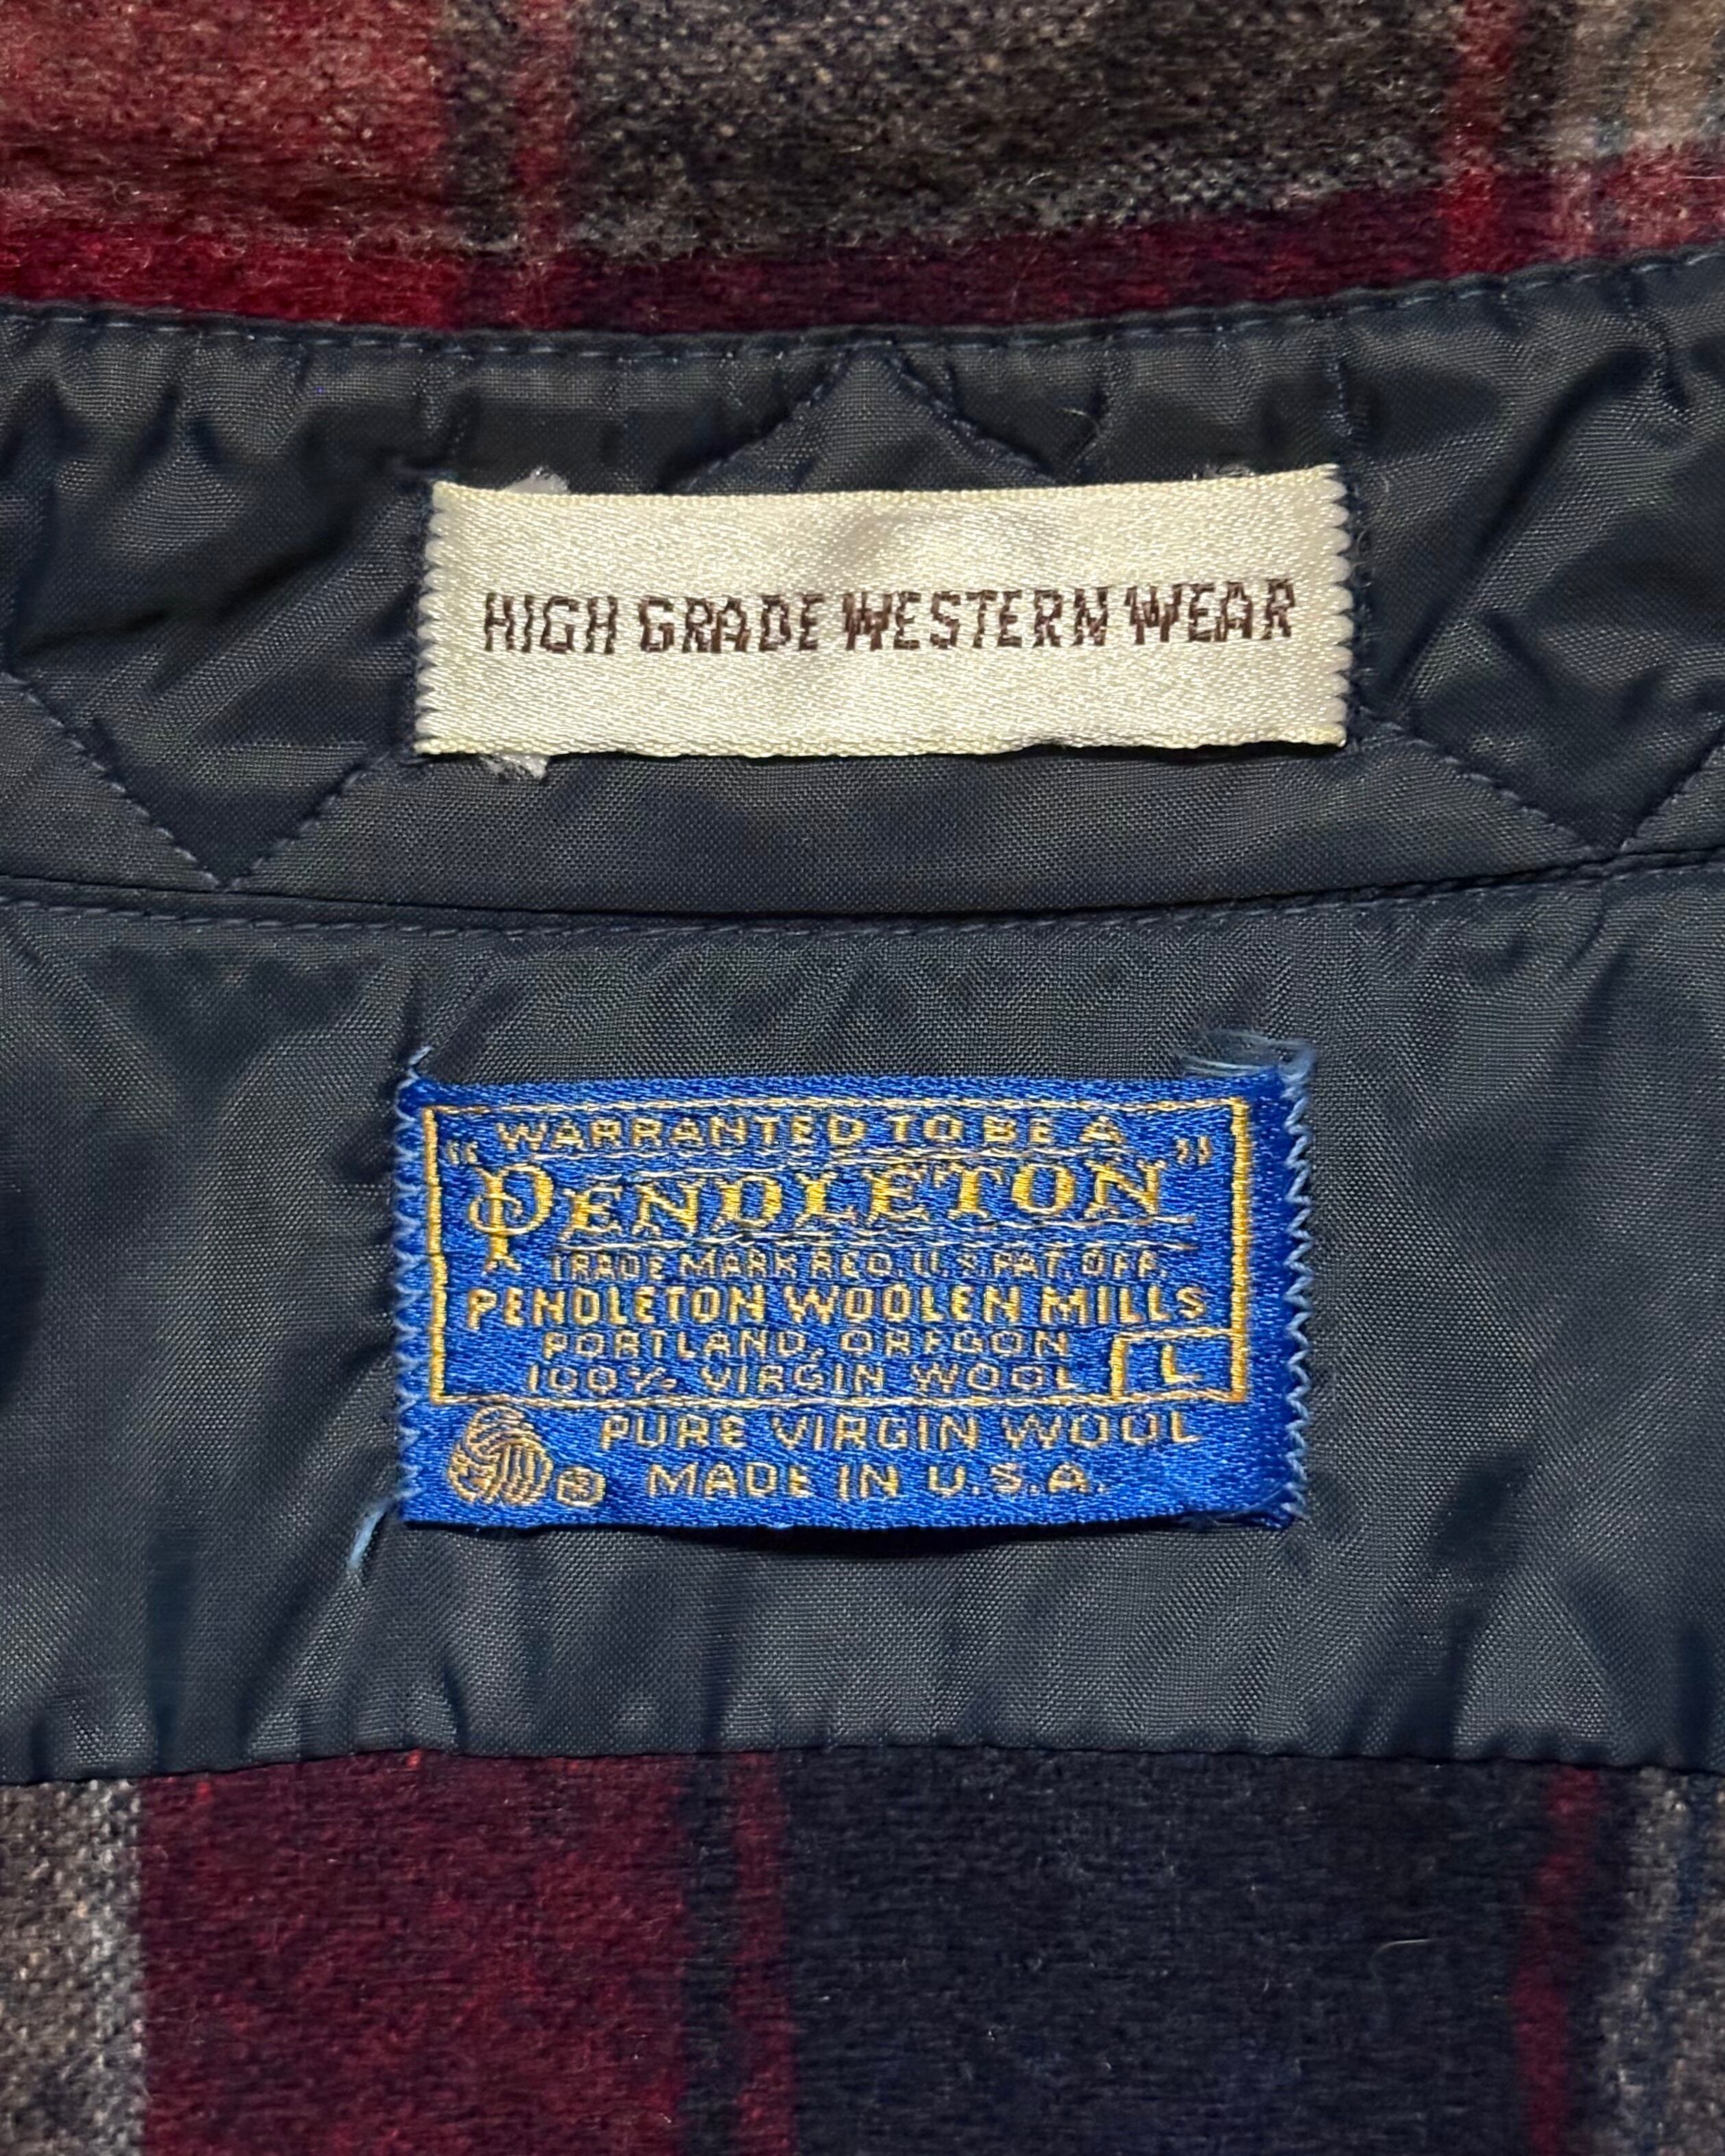 HIGH GRADE WESTERN WEAR
WARRANTED TO BE A
"PENDLETON"
TRADE MARK REG. U.S. PAT. OFF.
PENDLETON WOOLEN MILLS
PORTLAND, OREGON
100% VIRGIN WOOL L
PURE VIRGIN WOOL
MADE IN U.S.A.